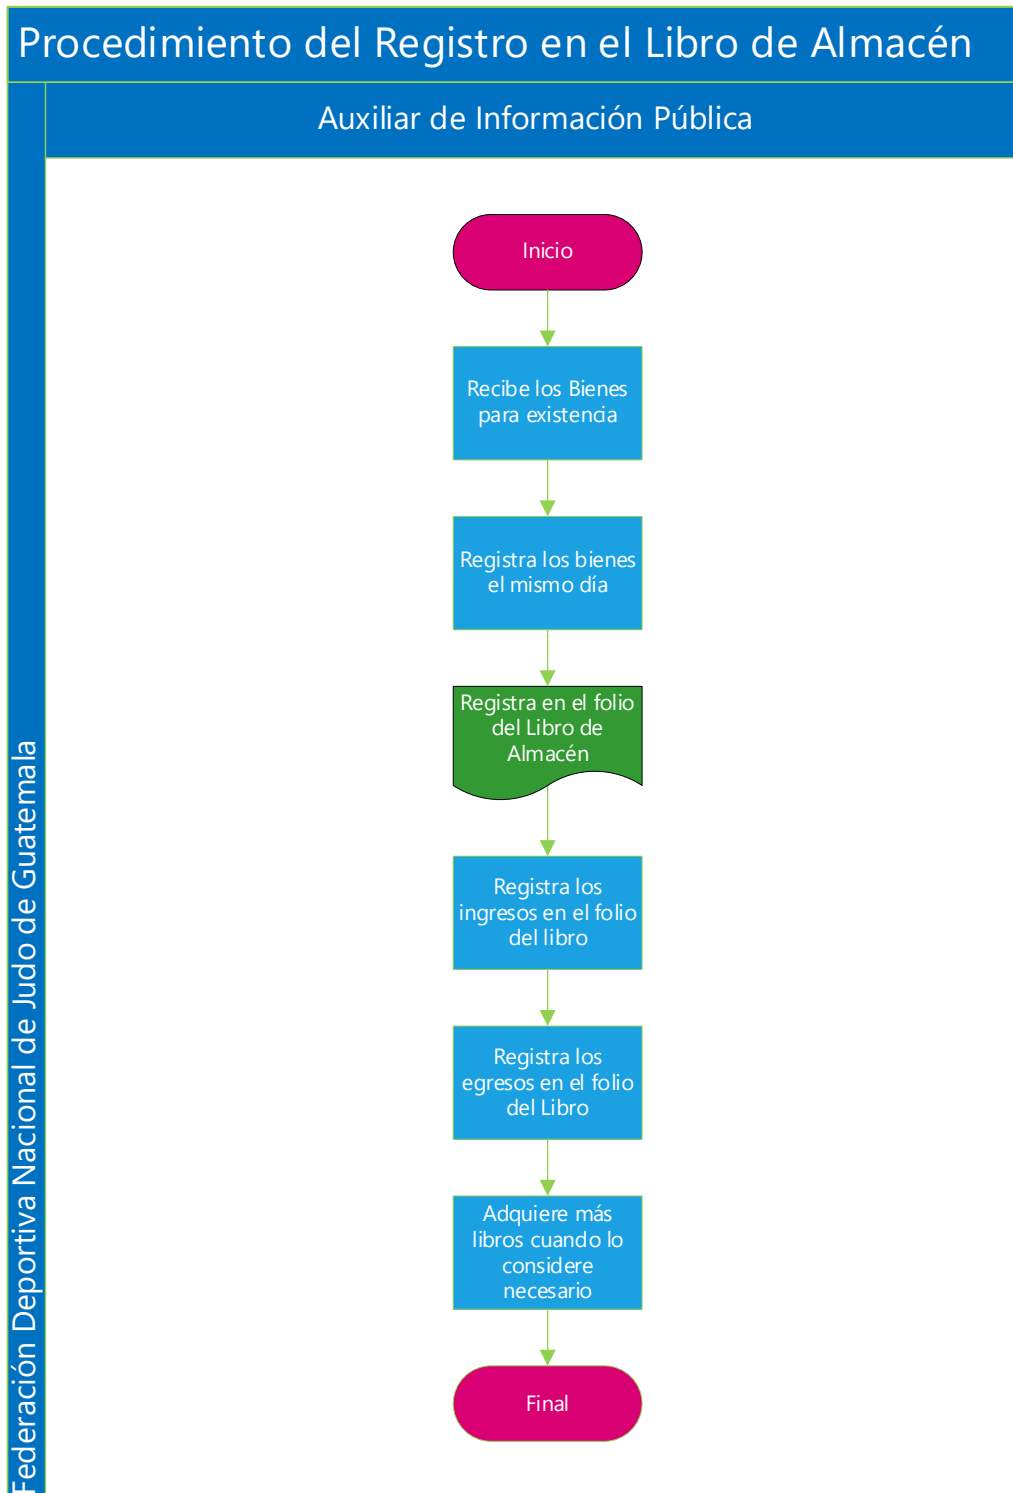 Procedimiento del Registro en el Libro de Almacén
Auxiliar de Información Pública
Federación Deportiva Nacional de Judo de Guatemala
Inicio
Recibe los Bienes
para existencia
Registra los bienes
el mismo día
Registra en el folio
del Libro de
Almacén
Registra los
ingresos en el folio
del libro
Registra los
egresos en el folio
del Libro
Adquiere más
libros cuando lo
considere
necesario
Final